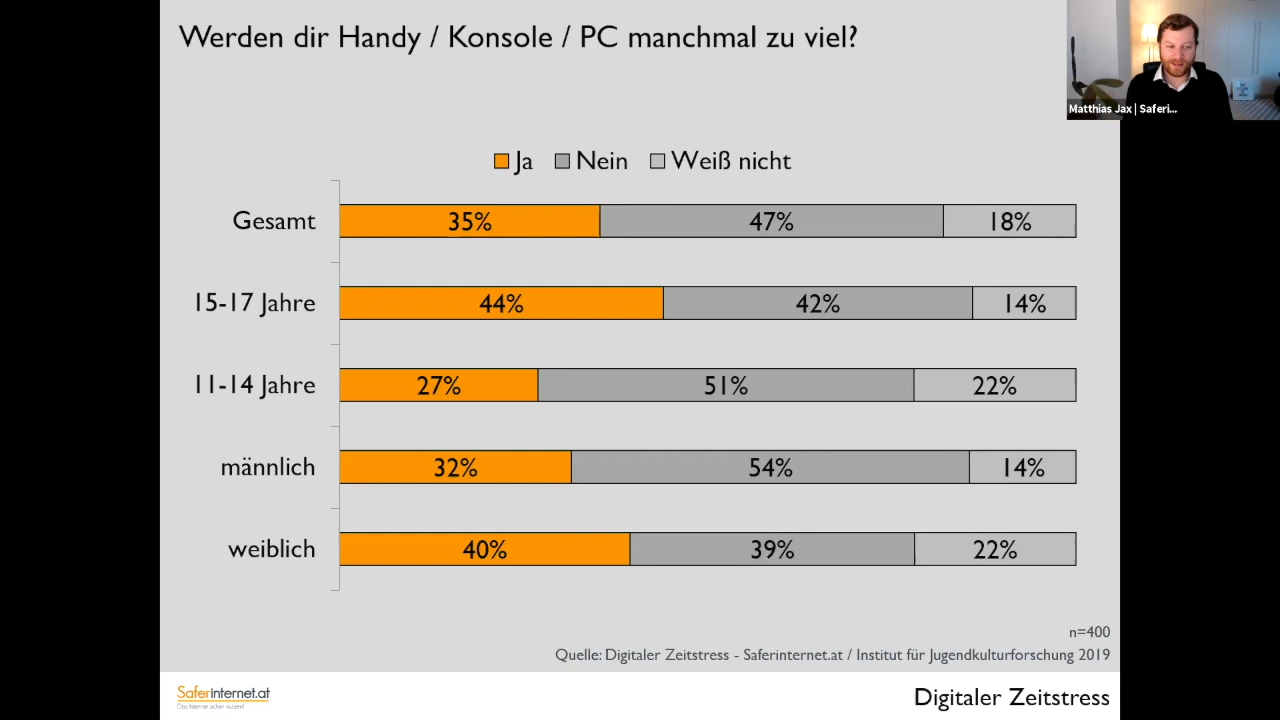 Werden dir Handy / Konsole / PC manchmal zu viel?
Matthias Jax | Saferi...
Ja Nein Weiß nicht
Gesamt 35% 47% 18%
15-17 Jahre 44% 42% 14%
11-14 Jahre 27% 51% 22%
männlich 32% 54% 14%
weiblich 40% 39% 22%
n=400
Quelle: Digitaler Zeitstress - Saferinternet.at / Institut für Jugendkulturforschung 2019
Saferinternet.at
Das Internet sicher nutzen!
Digitaler Zeitstress